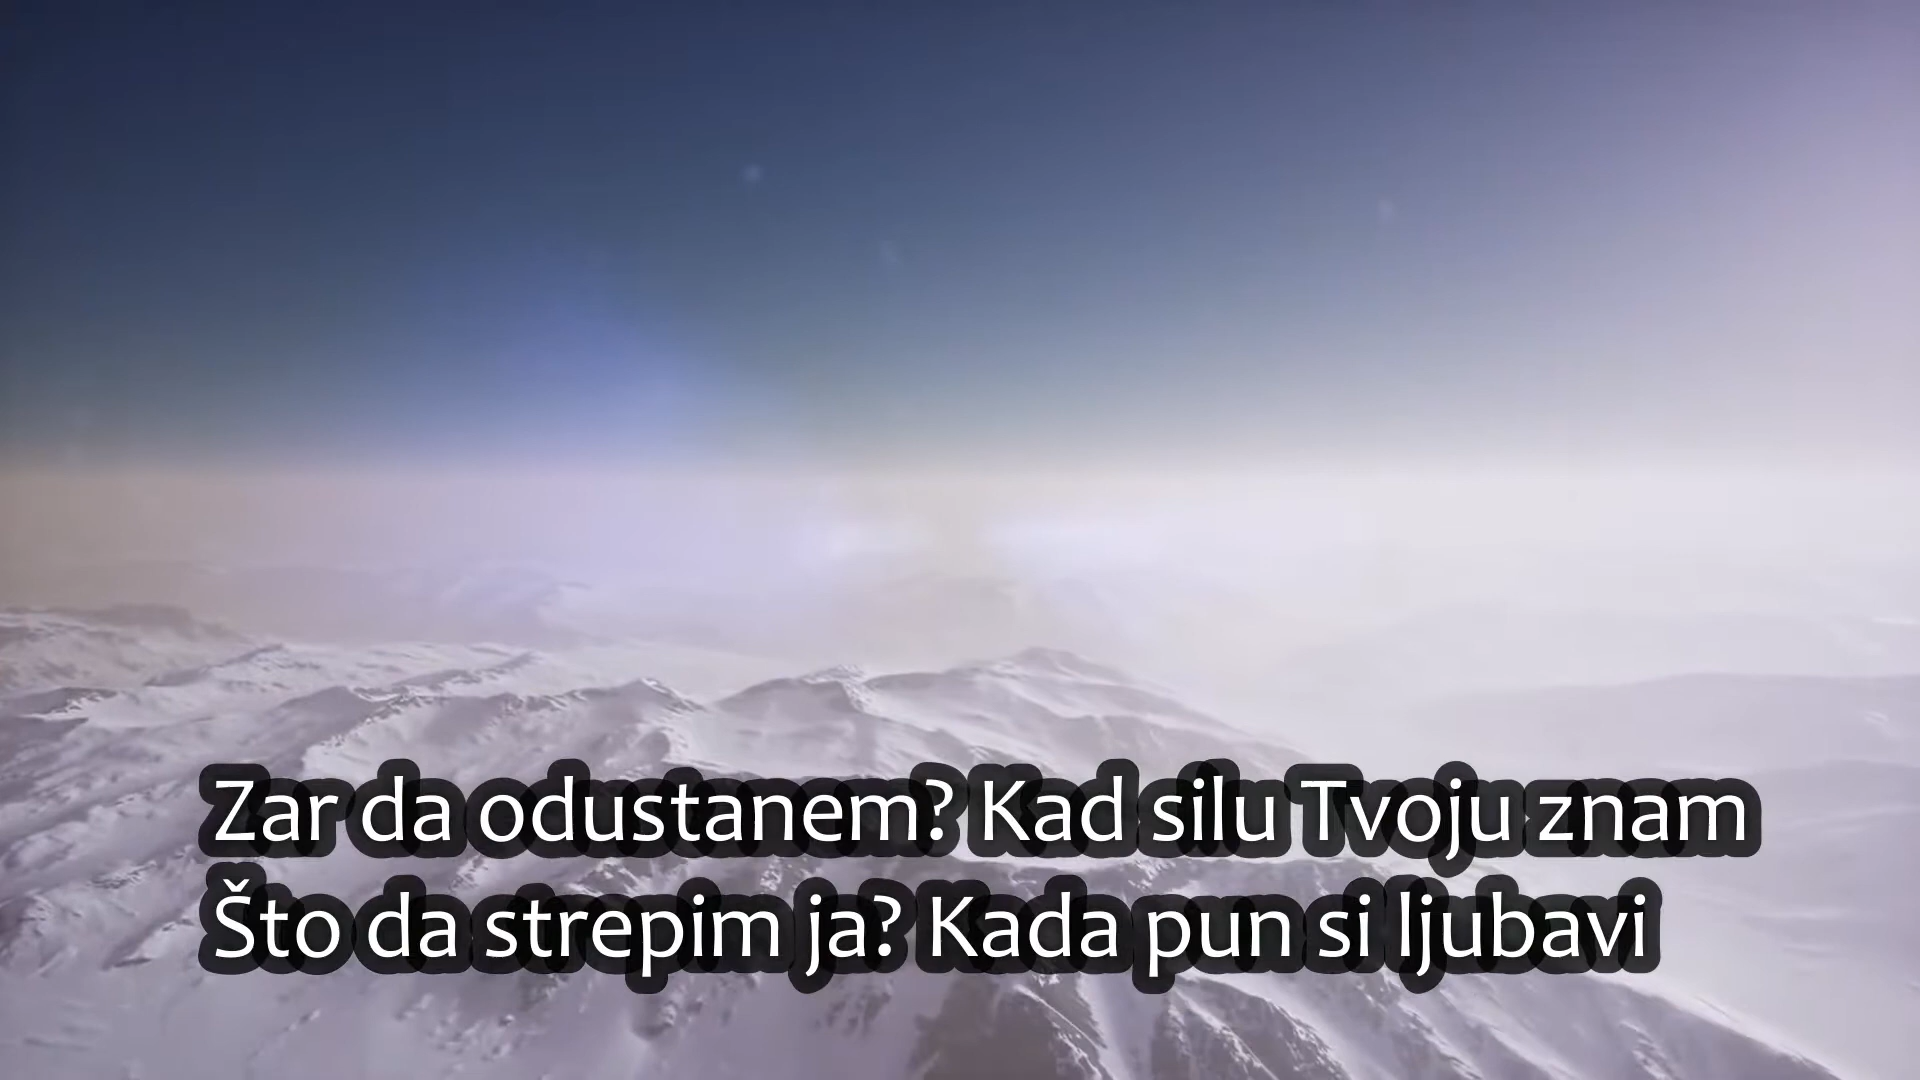 Zar da odustanem? Kad silu Tvoju znam
Što da strepim ja? Kada pun si ljubavi